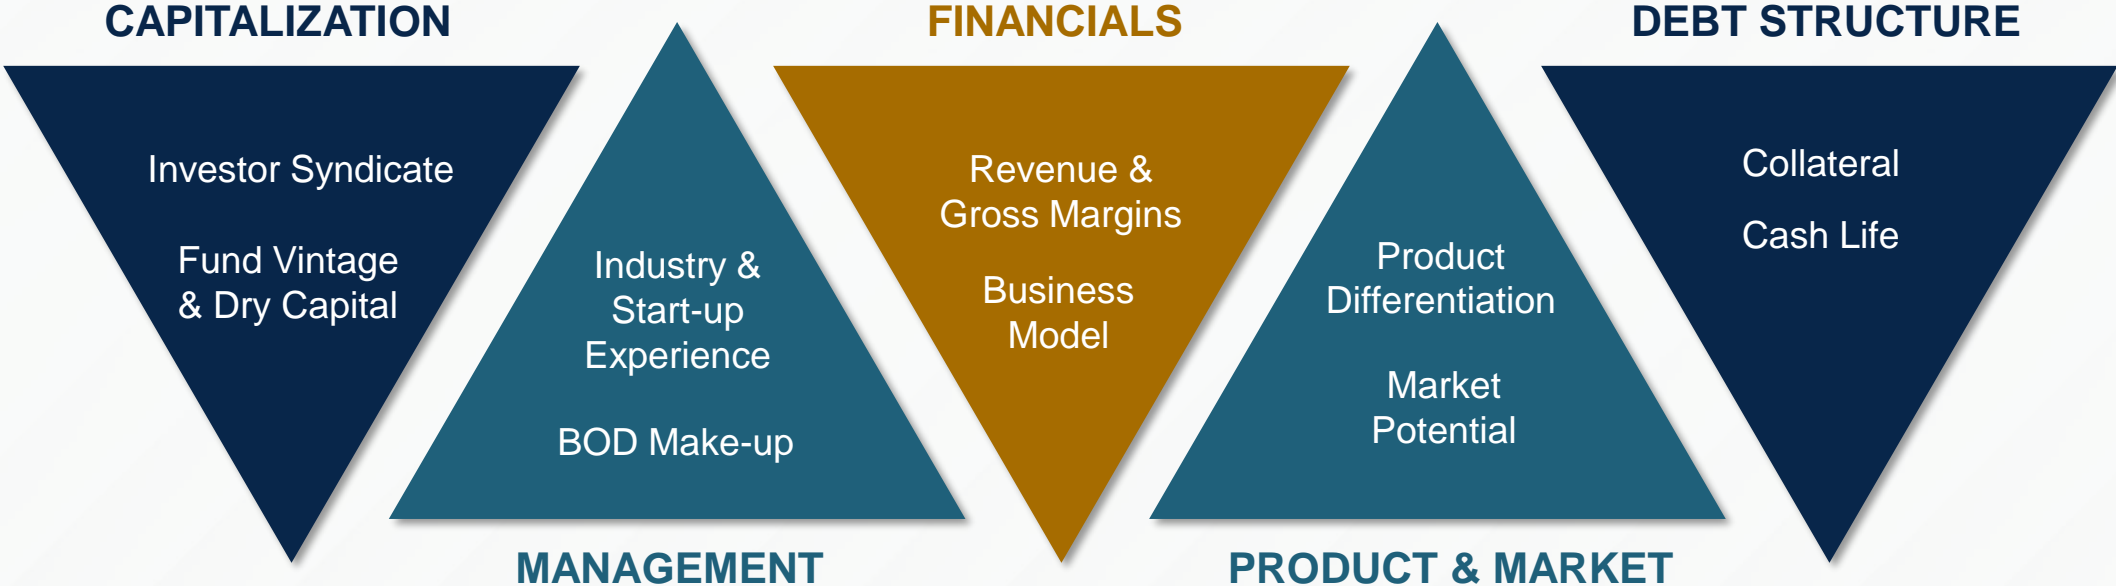 CAPITALIZATION
Investor Syndicate
Fund Vintage
& Dry Capital
Industry &
Start-up
Experience
BOD Make-up
MANAGEMENT
FINANCIALS
Revenue &
Gross Margins
Business
Model
Product
Differentiation
Market
Potential
PRODUCT & MARKET
DEBT STRUCTURE
Collateral
Cash Life